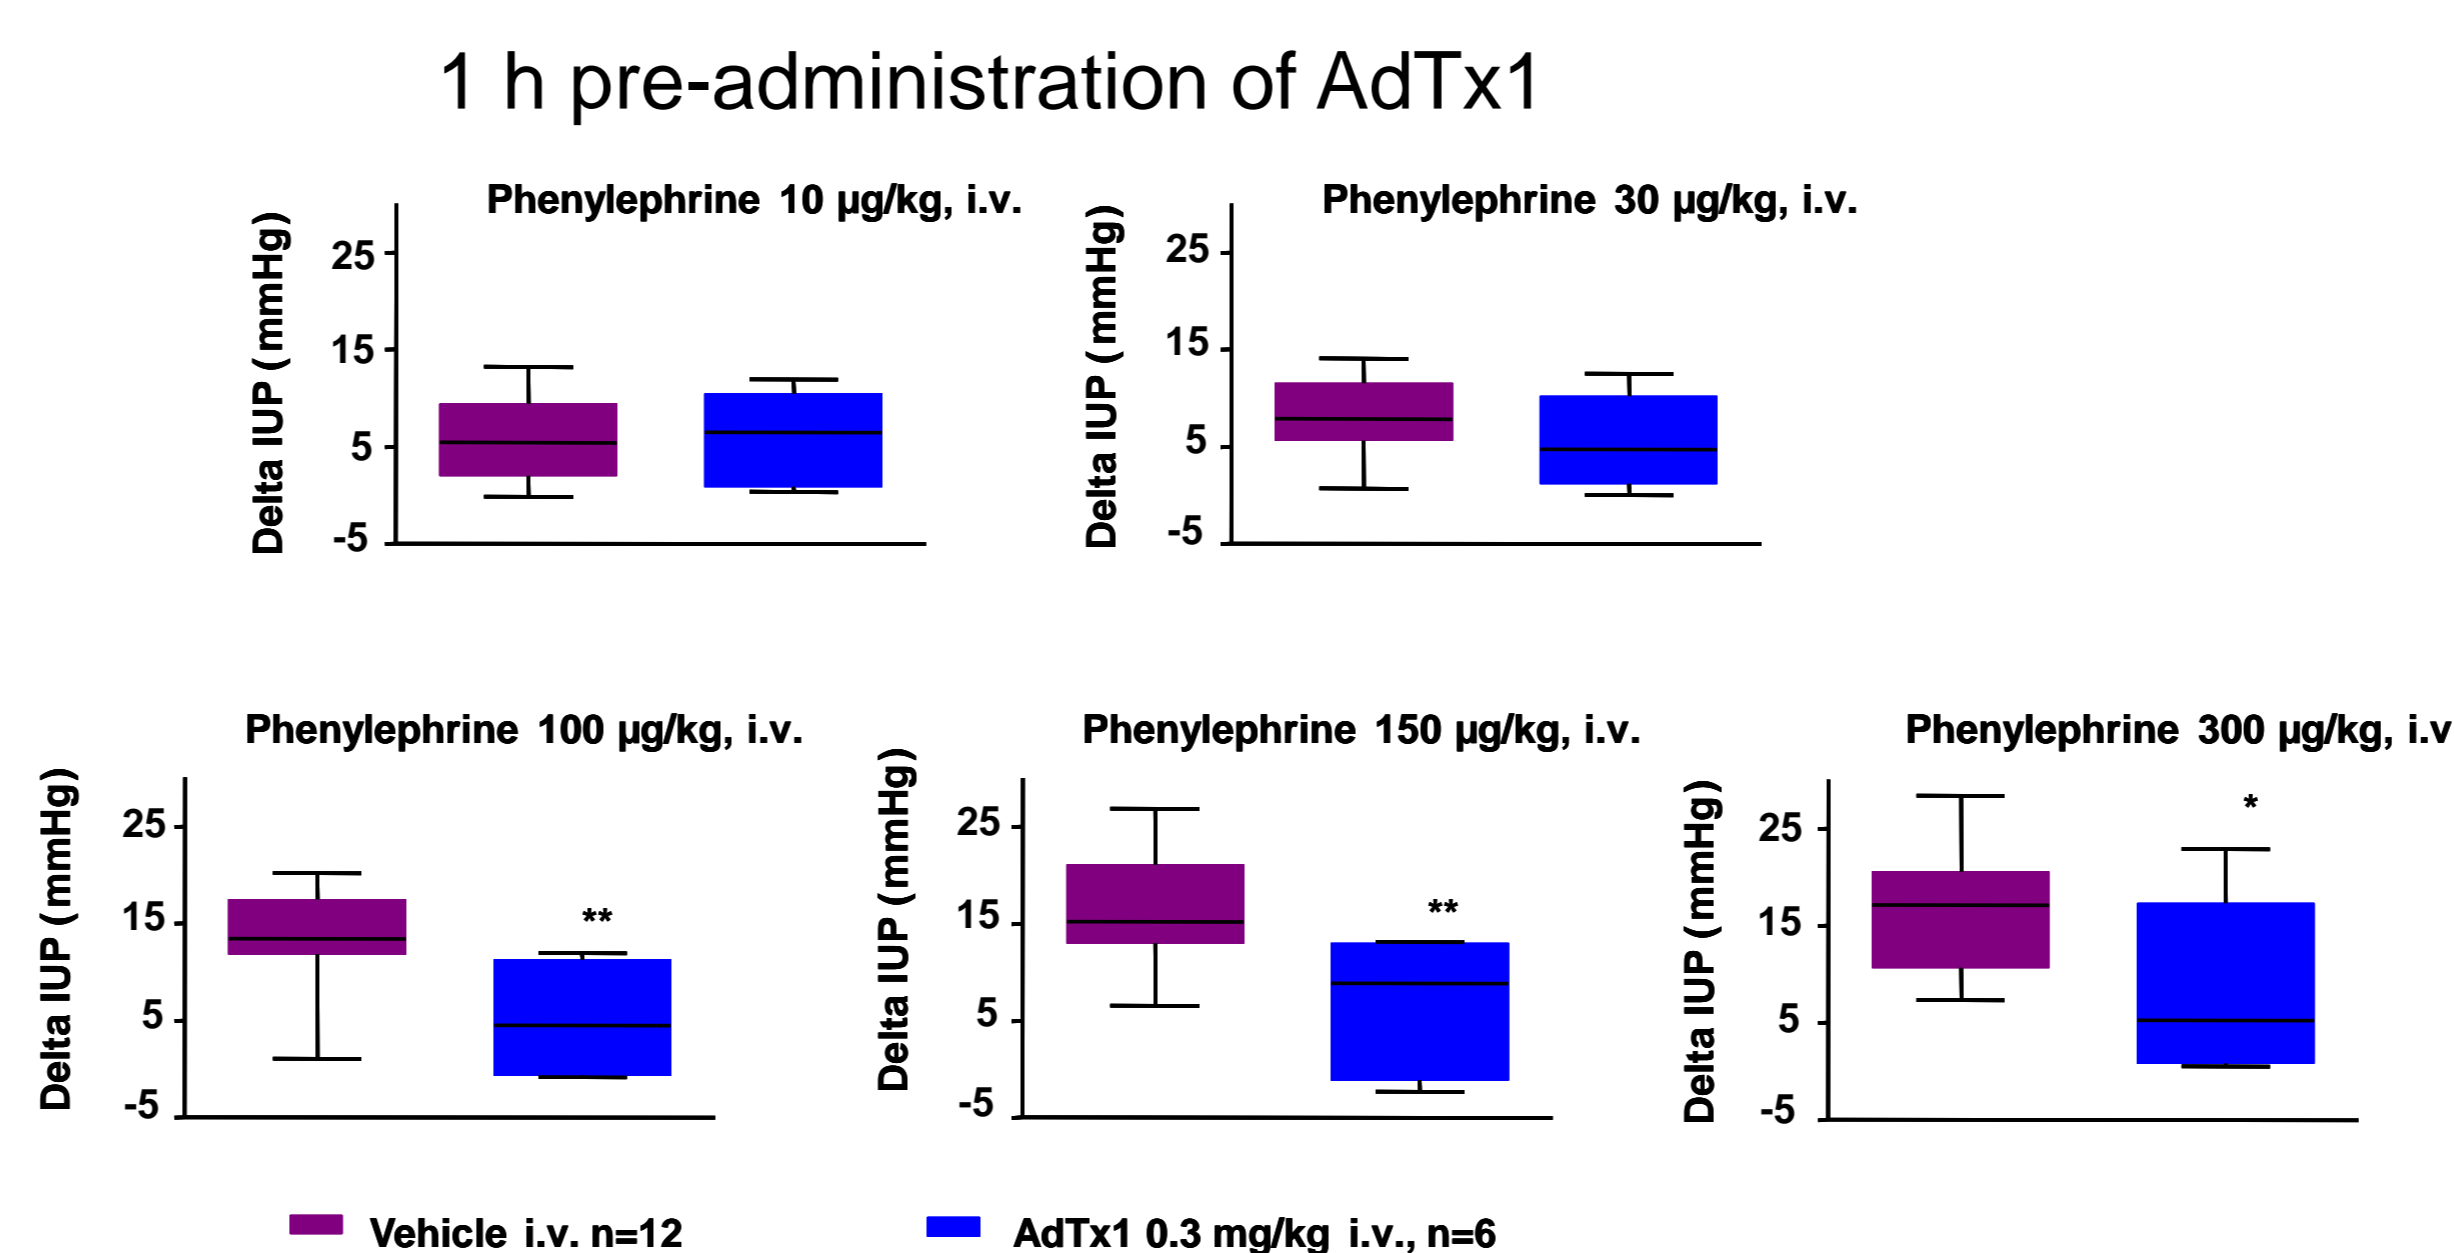 1 h pre-administration of AdTx1
Phenylephrine 10 µg/kg, i.v.
Delta IUP (mmHg)
25
15
5
-5
Phenylephrine 30 µg/kg, i.v.
Delta IUP (mmHg)
25
15
5
-5
Phenylephrine 100 µg/kg, i.v.
Delta IUP (mmHg)
25
15
5
-5
**
Phenylephrine 150 µg/kg, i.v.
Delta IUP (mmHg)
25
15
5
-5
**
Phenylephrine 300 µg/kg, i.v
Delta IUP (mmHg)
25
15
5
-5
*
Vehicle i.v. n=12
AdTx1 0.3 mg/kg i.v., n=6